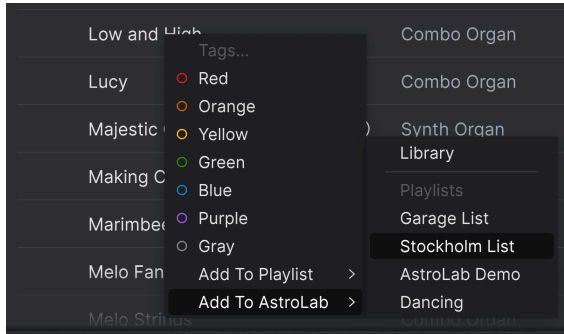 Low and High Combo Organ
Tags...
Red
Lucy Combo Organ
Orange
Majestic ) Synth Organ
Yellow
Library
Green
Making C
Playlists
Blue
Marimbee
Purple
Garage List
Gray
Stockholm List
Melo Fan
Add To Playlist >
AstroLab Demo
Add To AstroLab >
Dancing
Melo Strings Combo Organ